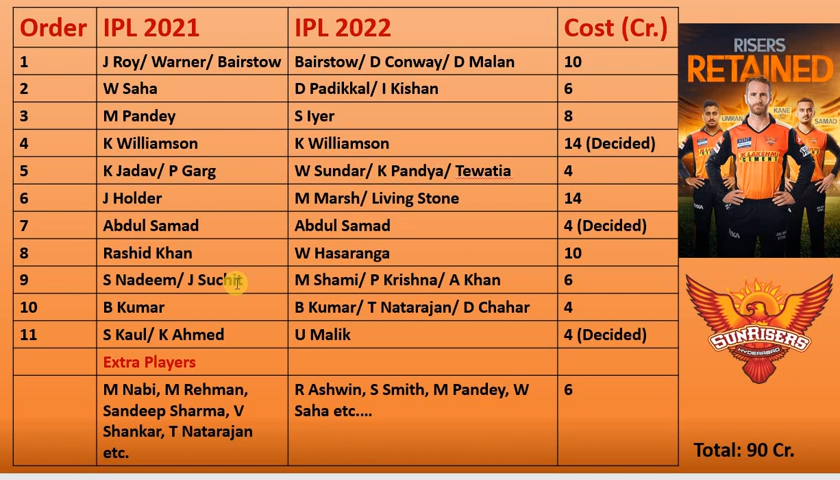 Order IPL 2021 IPL 2022 Cost (Cr.)
1 J Roy/ Warner/ Bairstow Bairstow/ D Conway/ D Malan 10
2 W Saha D Padikkal/ I Kishan 6
3 M Pandey S Iyer 8
4 K Williamson K Williamson 14 (Decided)
5 K Jadav/ P Garg W Sundar/ K Pandya/ Tewatia 4
6 J Holder M Marsh/ Living Stone 14
7 Abdul Samad Abdul Samad 4 (Decided)
8 Rashid Khan W Hasaranga 10
9 S Nadeem/ J Suchit M Shami/ P Krishna/ A Khan 6
10 B Kumar B Kumar/ T Natarajan/ D Chahar 4
11 S Kaul/ K Ahmed U Malik 4 (Decided)
Extra Players
M Nabi, M Rehman, R Ashwin, S Smith, M Pandey, W 6
Sandeep Sharma, V Saha etc....
Shankar, T Natarajan
etc.
RISERS
RETAINED
KANE
UMRAN
SAMAD
CEMENT
SUNRISERS
HYDERABAD
Total: 90 Cr.